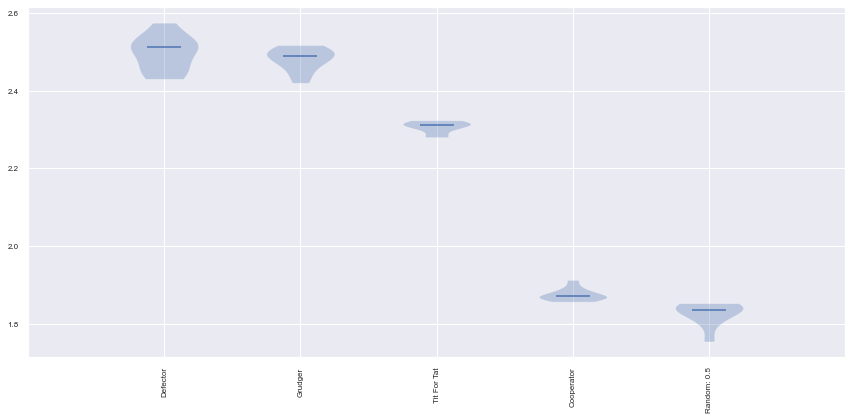 2.6
2.4
2.2
2.0
1.8
Defector
Grudger
Tit For Tat
Cooperator
Random: 0.5